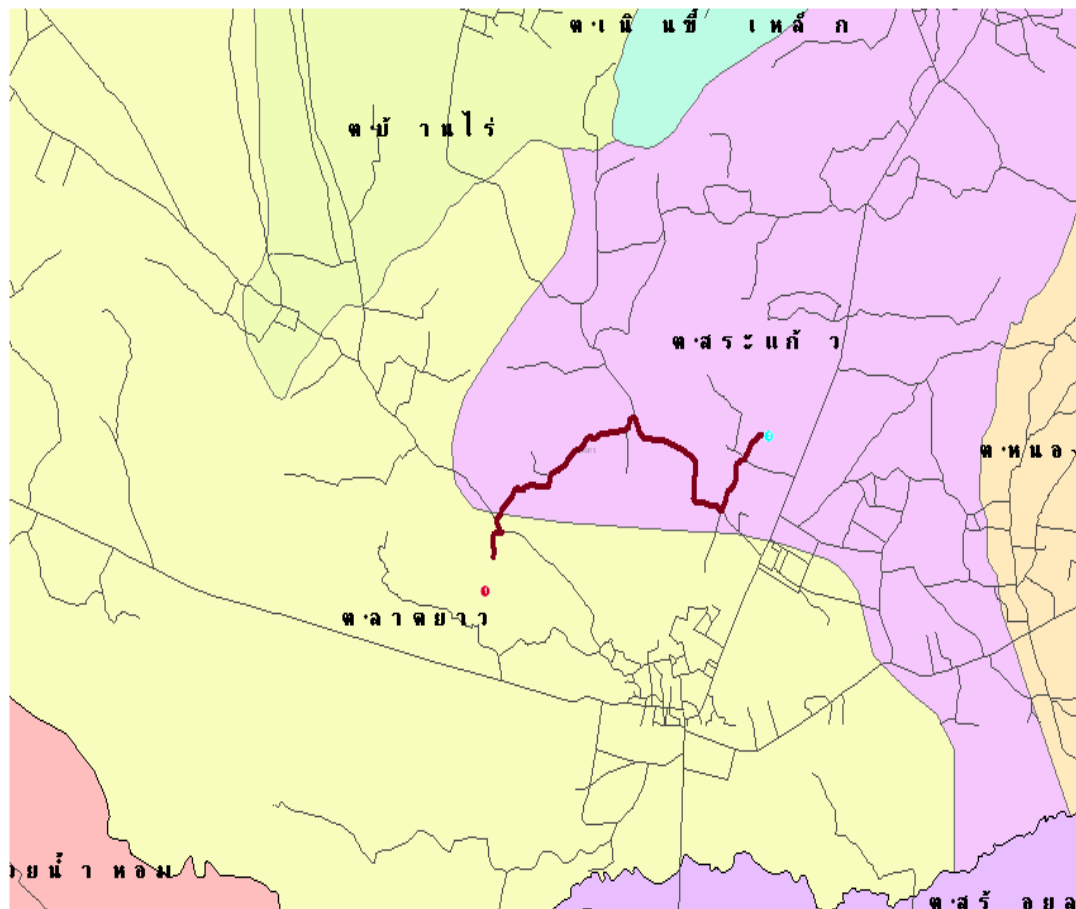 ต.เนินขี้เหล็ก
ต.บ้านไร่
ต.สระแก้ว
ต.หนอ
ต.ลาดยาว
ยน้ำหอม
ต.สร้อยล